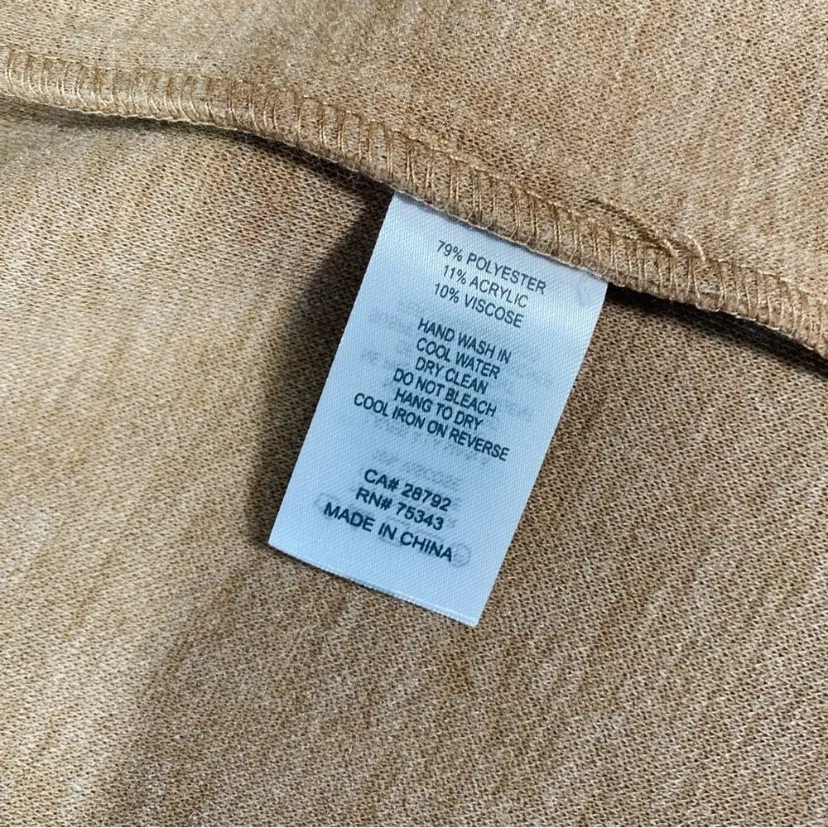 79% POLYESTER
11% ACRYLIC
10% VISCOSE
HAND WASH IN
COOL WATER
DRY CLEAN
DO NOT BLEACH
HANG TO DRY
COOL IRON ON REVERSE
CA# 28792
RN# 75343
MADE IN CHINA